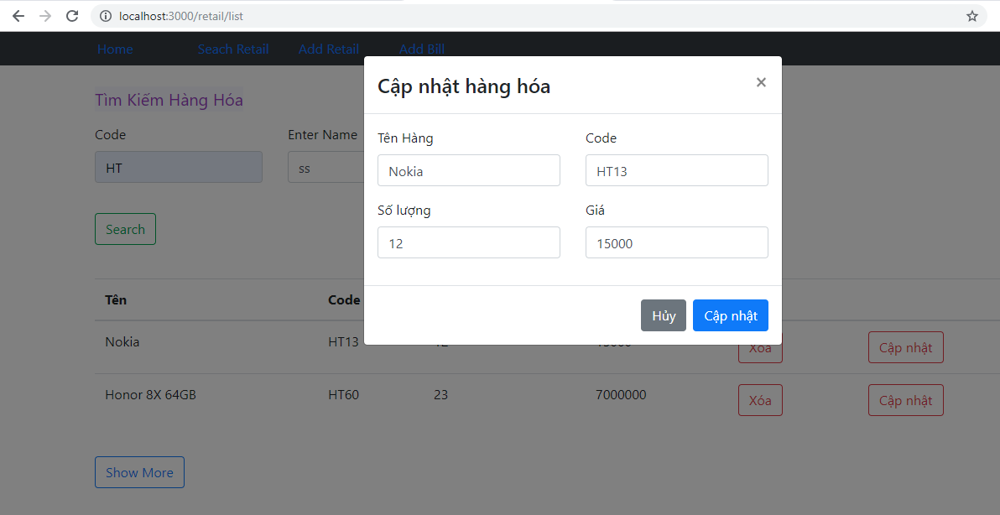 localhost:3000/retail/list
Home Seach Retail Add Retail Add Bill
Tìm Kiếm Hàng Hóa
Code Enter Name
HT ss
Search
Cập nhật hàng hóa ×
Tên Hàng Code
Nokia HT13
Số lượng Giá
12 15000
Hủy Cập nhật
Tên Code
Nokia HT13 12 15000 Xóa Cập nhật
Honor 8X 64GB HT60 23 7000000 Xóa Cập nhật
Show More